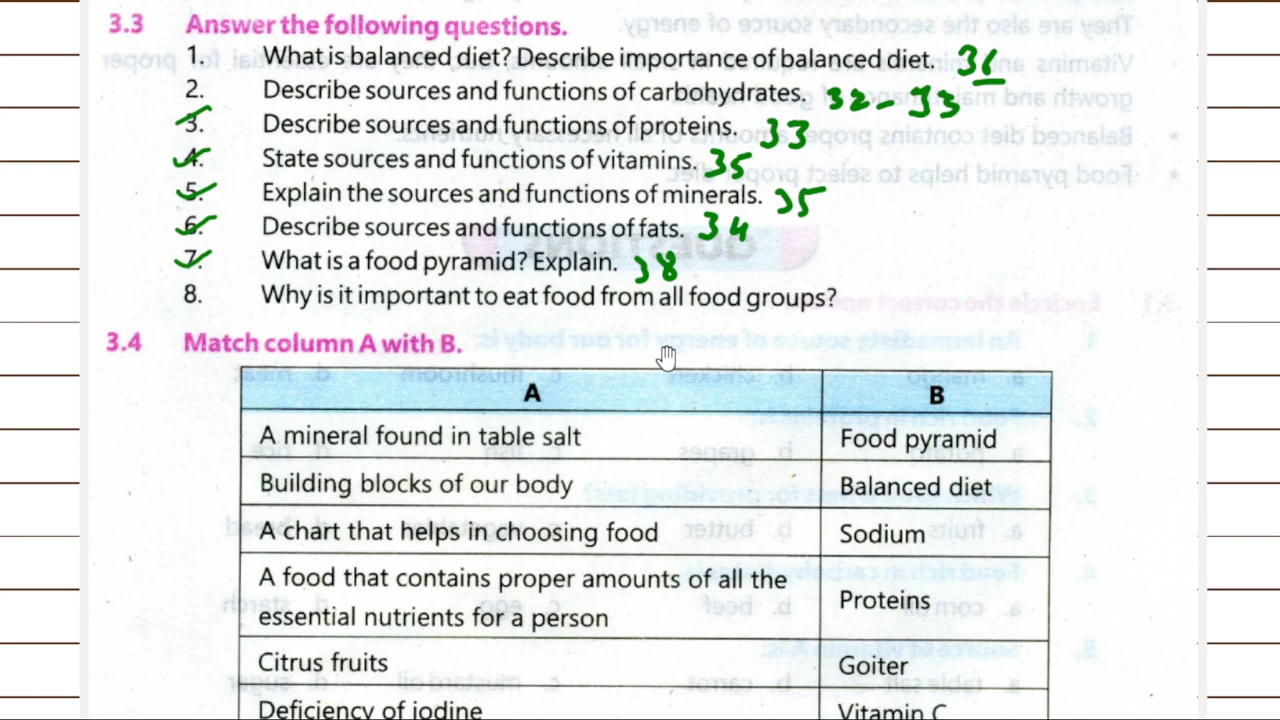 3.3 Answer the following questions.
1. What is balanced diet? Describe importance of balanced diet. 36
2. Describe sources and functions of carbohydrates. 32-33
3. Describe sources and functions of proteins. 33
4. State sources and functions of vitamins. 35
5. Explain the sources and functions of minerals. 35
6. Describe sources and functions of fats. 34
7. What is a food pyramid? Explain. 38
8. Why is it important to eat food from all food groups?
3.4 Match column A with B.
A B
A mineral found in table salt Food pyramid
Building blocks of our body Balanced diet
A chart that helps in choosing food Sodium
A food that contains proper amounts of all the
essential nutrients for a person Proteins
Citrus fruits Goiter
Deficiency of iodine Vitamin C